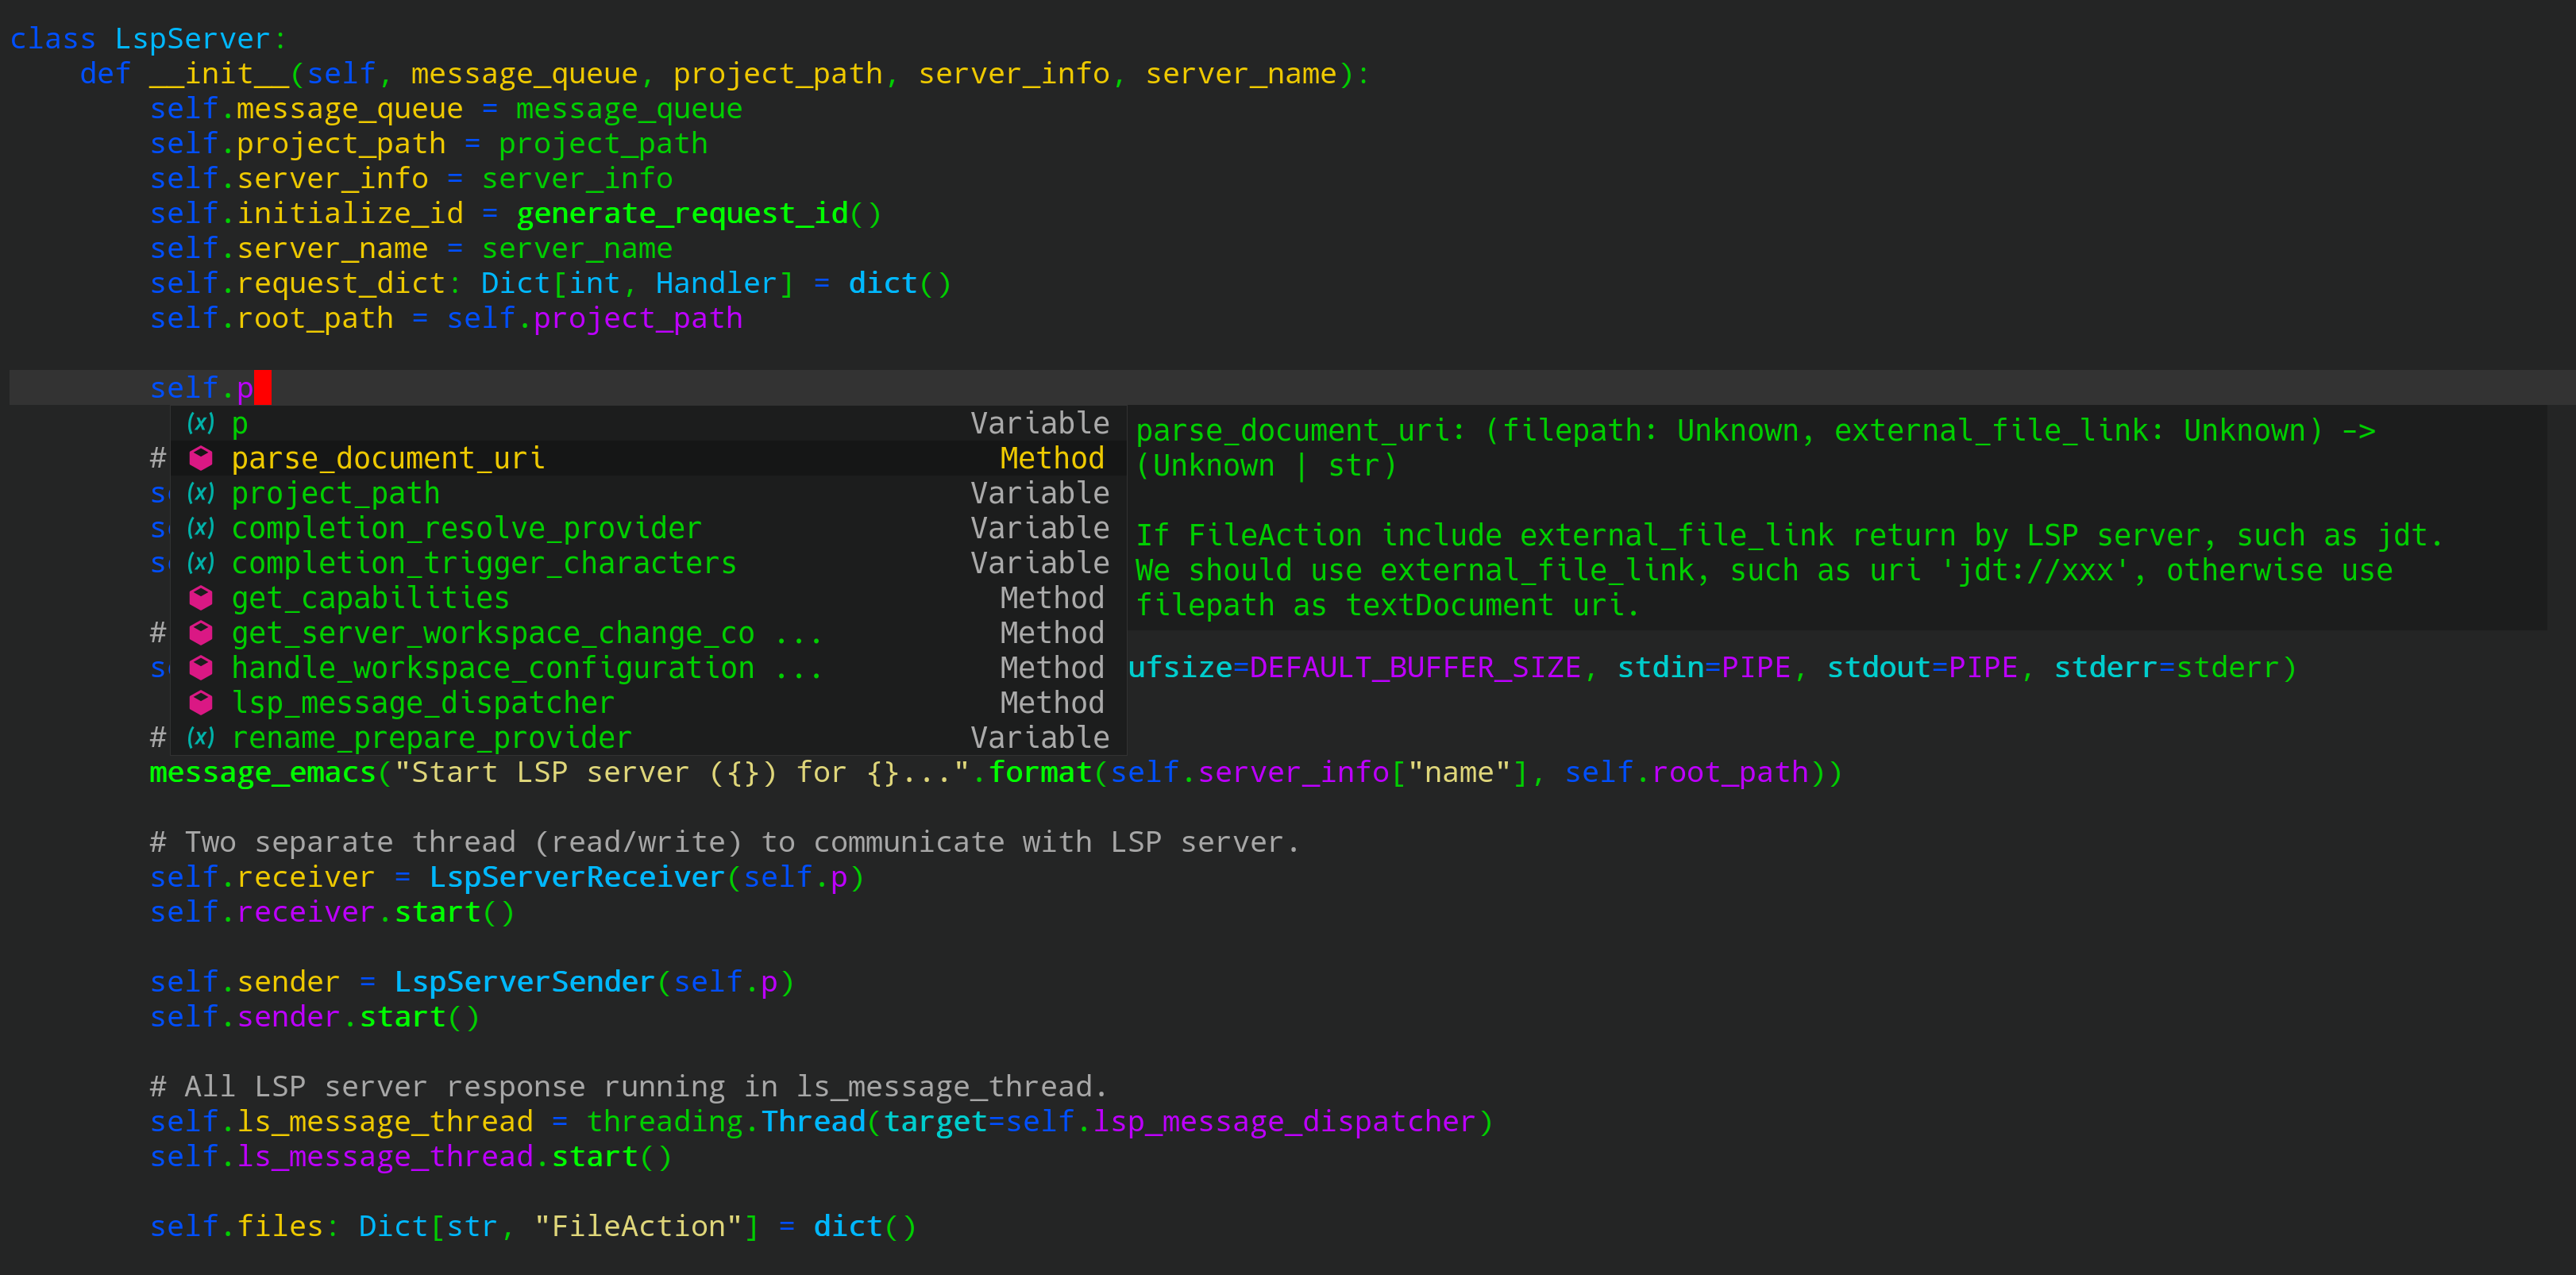 class LspServer:
def __init__(self, message_queue, project_path, server_info, server_name):
self.message_queue = message_queue
self.project_path = project_path
self.server_info = server_info
self.initialize_id = generate_request_id()
self.server_name = server_name
self.request_dict: Dict[int, Handler] = dict()
self.root_path = self.project_path
self.p
(x) p Variable
# parse_document_uri Method
(x) project_path Variable
(x) completion_resolve_provider Variable
(x) completion_trigger_characters Variable
get_capabilities Method
# get_server_workspace_change_co ... Method
handle_workspace_configuration ... Method
lsp_message_dispatcher Method
# (x) rename_prepare_provider Variable
parse_document_uri: (filepath: Unknown, external_file_link: Unknown) ->
(Unknown | str)
If FileAction include external_file_link return by LSP server, such as jdt.
We should use external_file_link, such as uri 'jdt://xxx', otherwise use
filepath as textDocument uri.
ufsize=DEFAULT_BUFFER_SIZE, stdin=PIPE, stdout=PIPE, stderr=stderr)
message_emacs("Start LSP server ({}) for {}...".format(self.server_info["name"], self.root_path))
# Two separate thread (read/write) to communicate with LSP server.
self.receiver = LspServerReceiver(self.p)
self.receiver.start()
self.sender = LspServerSender(self.p)
self.sender.start()
# All LSP server response running in ls_message_thread.
self.ls_message_thread = threading.Thread(target=self.lsp_message_dispatcher)
self.ls_message_thread.start()
self.files: Dict[str, "FileAction"] = dict()